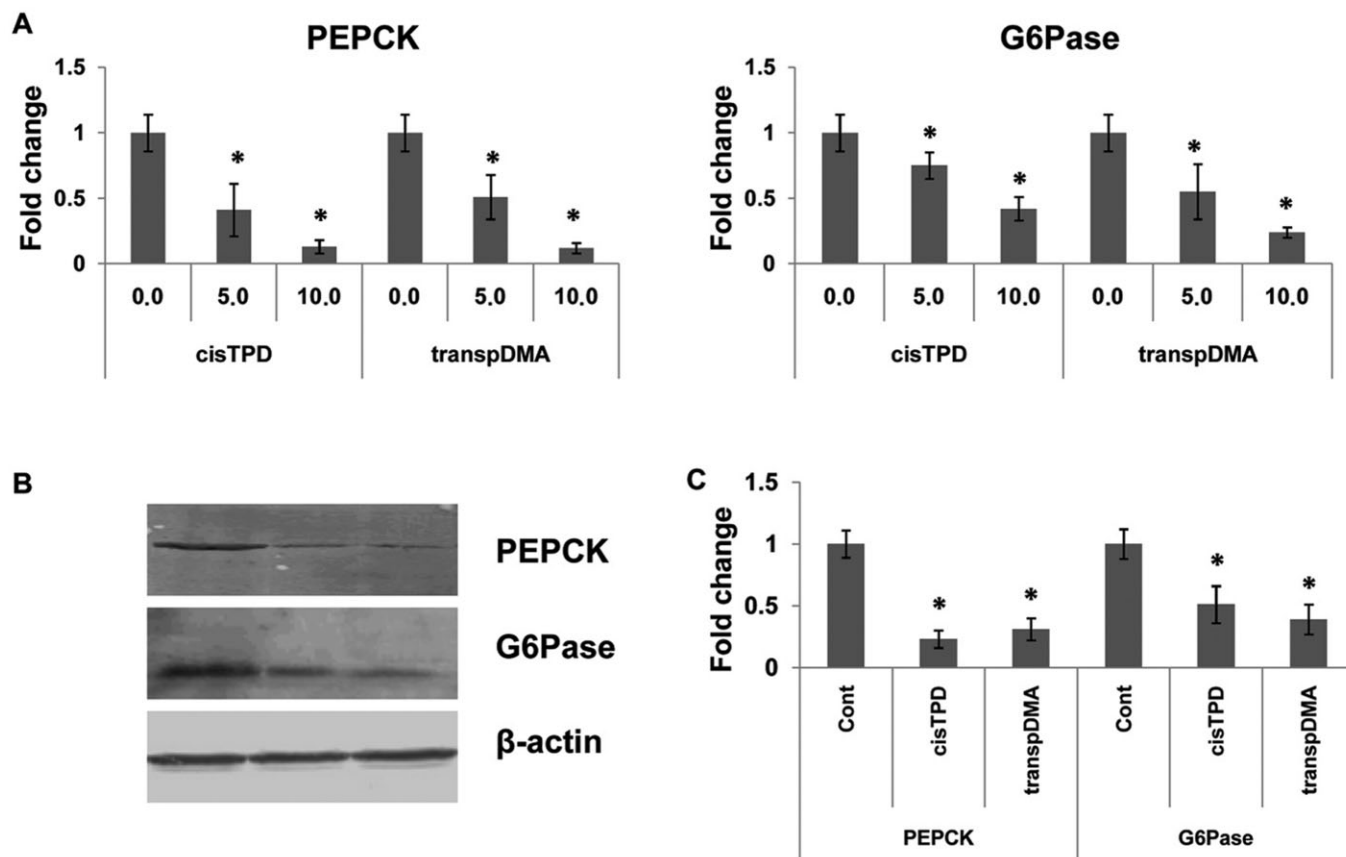 A
PEPCK
G6Pase
1.5
1
0.5
0
Fold change
* * * *
0.0 5.0 10.0 0.0 5.0 10.0
cisTPD transpDMA
1.5
1
0.5
0
Fold change
* * * *
0.0 5.0 10.0 0.0 5.0 10.0
cisTPD transpDMA
B
PEPCK
G6Pase
β-actin
C
1.5
1
0.5
0
Fold change
* * * *
Cont cisTPD transpDMA Cont cisTPD transpDMA
PEPCK G6Pase